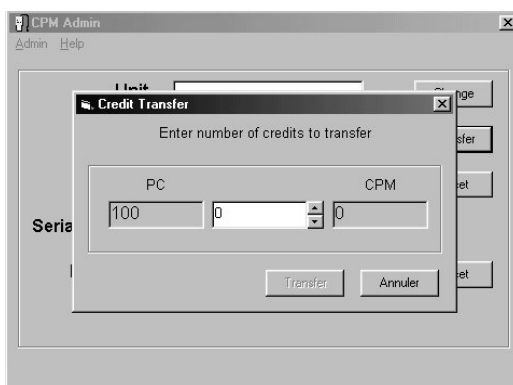 CPM Admin
Admin Help
Unit
Credit Transfer
Enter number of credits to transfer
PC
CPM
100
0
0
Transfer
Annuler